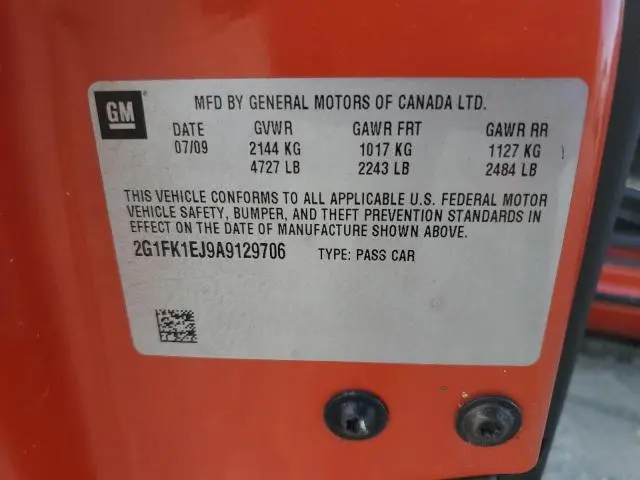 GM
MFD BY GENERAL MOTORS OF CANADA LTD.
DATE GVWR GAWR FRT GAWR RR
07/09 2144 KG 1017 KG 1127 KG
4727 LB 2243 LB 2484 LB
THIS VEHICLE CONFORMS TO ALL APPLICABLE U.S. FEDERAL MOTOR
VEHICLE SAFETY, BUMPER, AND THEFT PREVENTION STANDARDS IN
EFFECT ON THE DATE OF MANUFACTURE SHOWN ABOVE.
2G1FK1EJ9A9129706 TYPE: PASS CAR